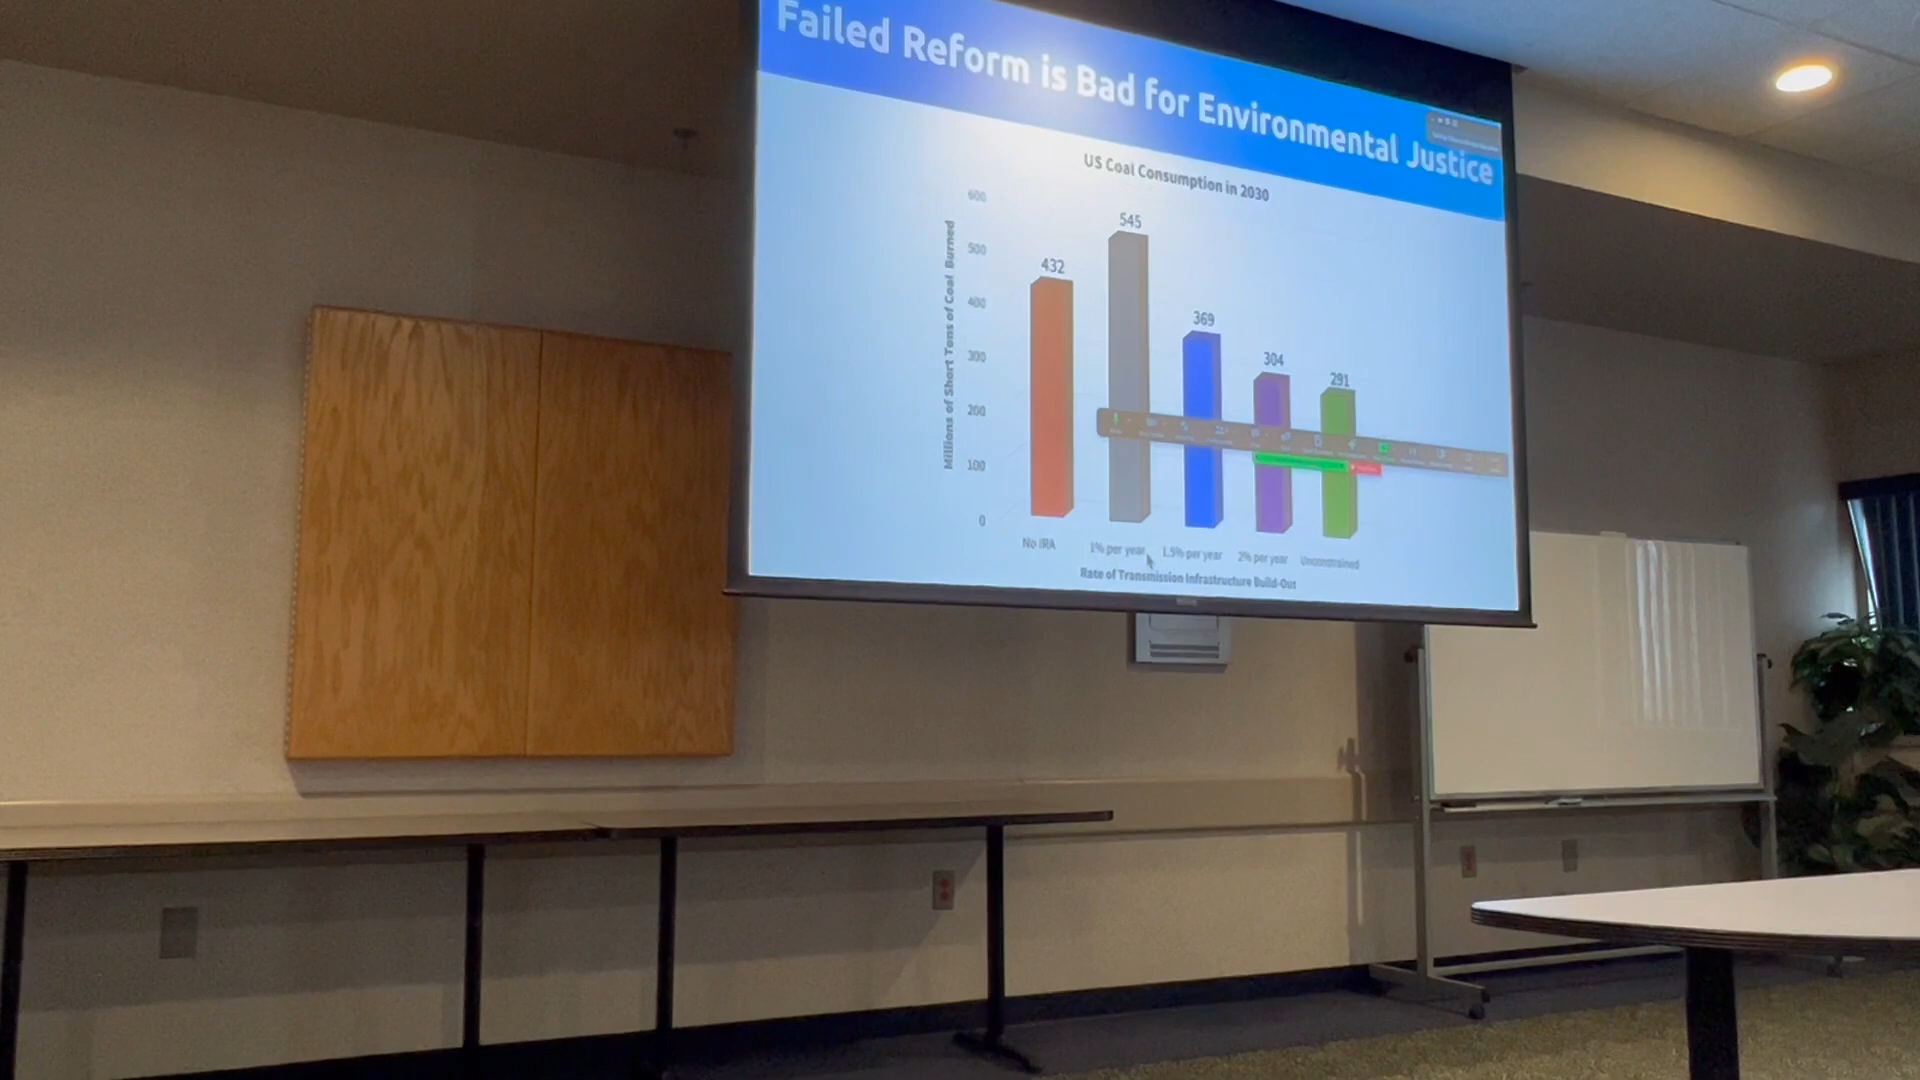 Failed Reform is Bad for Environmental Justice
US Coal Consumption in 2030
Millions of Short Tons of Coal Burned
600
500
400
300
200
100
0
432
545
369
304
291
No IRA
1% per year
1.5% per year
2% per year
Unconstrained
Rate of Transmission Infrastructure Build-Out